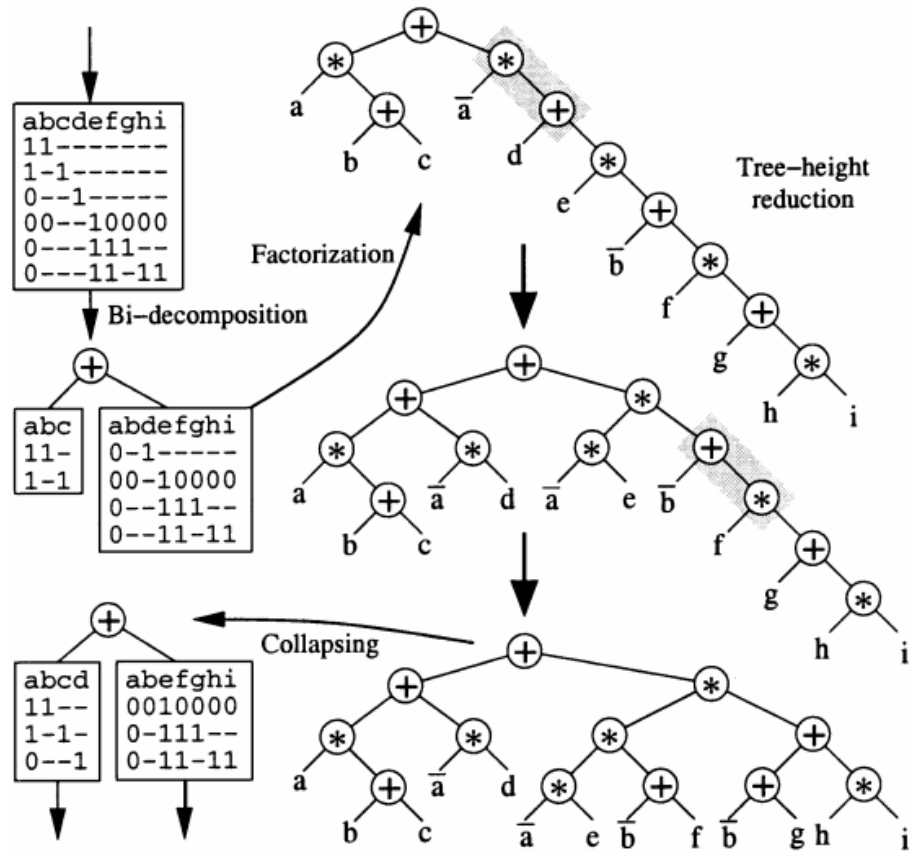 abcdefghi
11-------
1-1------
0--1-----
00--10000
0---111--
0---11-11
Bi-decomposition
+
abc
11-
1-1
abdefghi
0-1-----
00-10000
0--111--
0--11-11
Factorization
+
* *
a + a̅ +
b c d *
e +
b̅ *
f +
g *
h i
Tree-height
reduction
+
+ *
* * * +
a + a̅ d a̅ e b̅ *
b c f +
g *
h i
+
+ *
* * * +
a + a̅ d * + + *
b c a̅ e b̅ f b̅ g h i
Collapsing
+
abcd
11--
1-1-
0--1
abefghi
0010000
0-111--
0-11-11